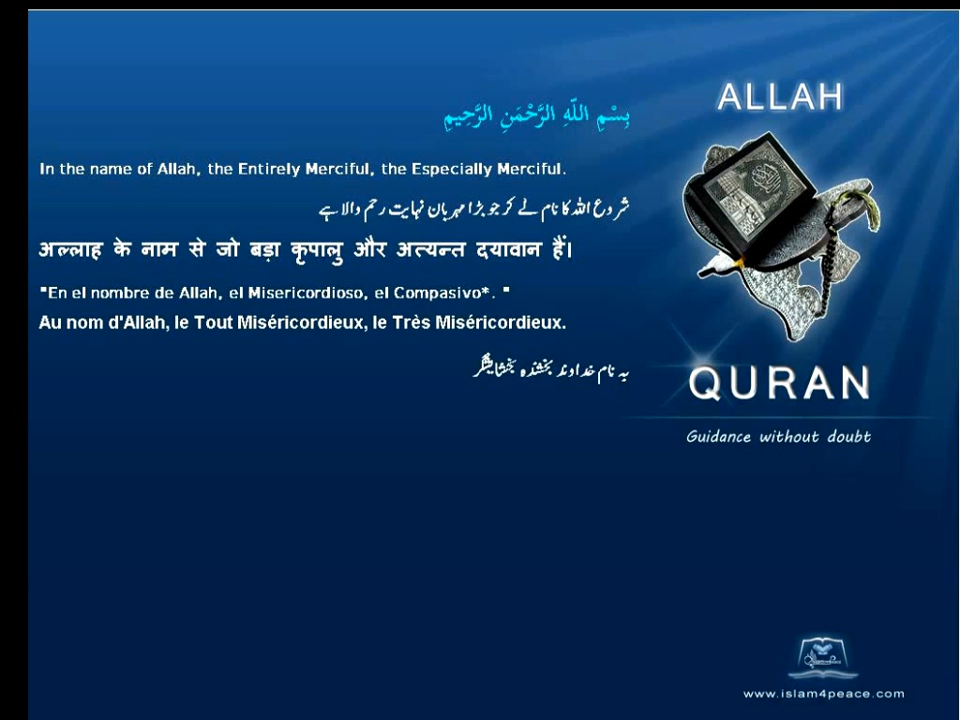 بِسْمِ اللّهِ الرَّحْمَنِ الرَّحِيمِ
In the name of Allah, the Entirely Merciful, the Especially Merciful.
شروع الله کا نام لے کر جو بڑا مہربان نہایت رحم والا ہے
अल्लाह के नाम से जो बड़ा कृपालु और अत्यन्त दयावान हैं।
"En el nombre de Allah, el Misericordioso, el Compasivo*. "
Au nom d'Allah, le Tout Miséricordieux, le Très Miséricordieux.
به نام خداوند بخشنده بخشایشگر
ALLAH
QURAN
Guidance without doubt
www.islam4peace.com